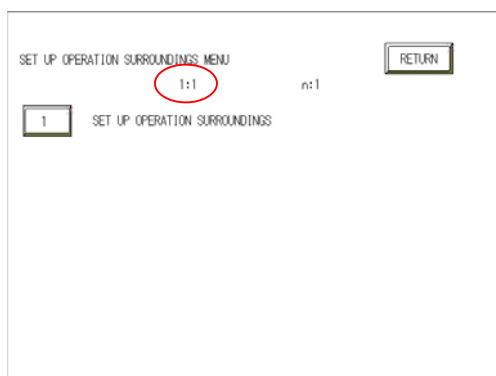 SET UP OPERATION SURROUNDINGS MENU
RETURN
1:1 n:1
1 SET UP OPERATION SURROUNDINGS